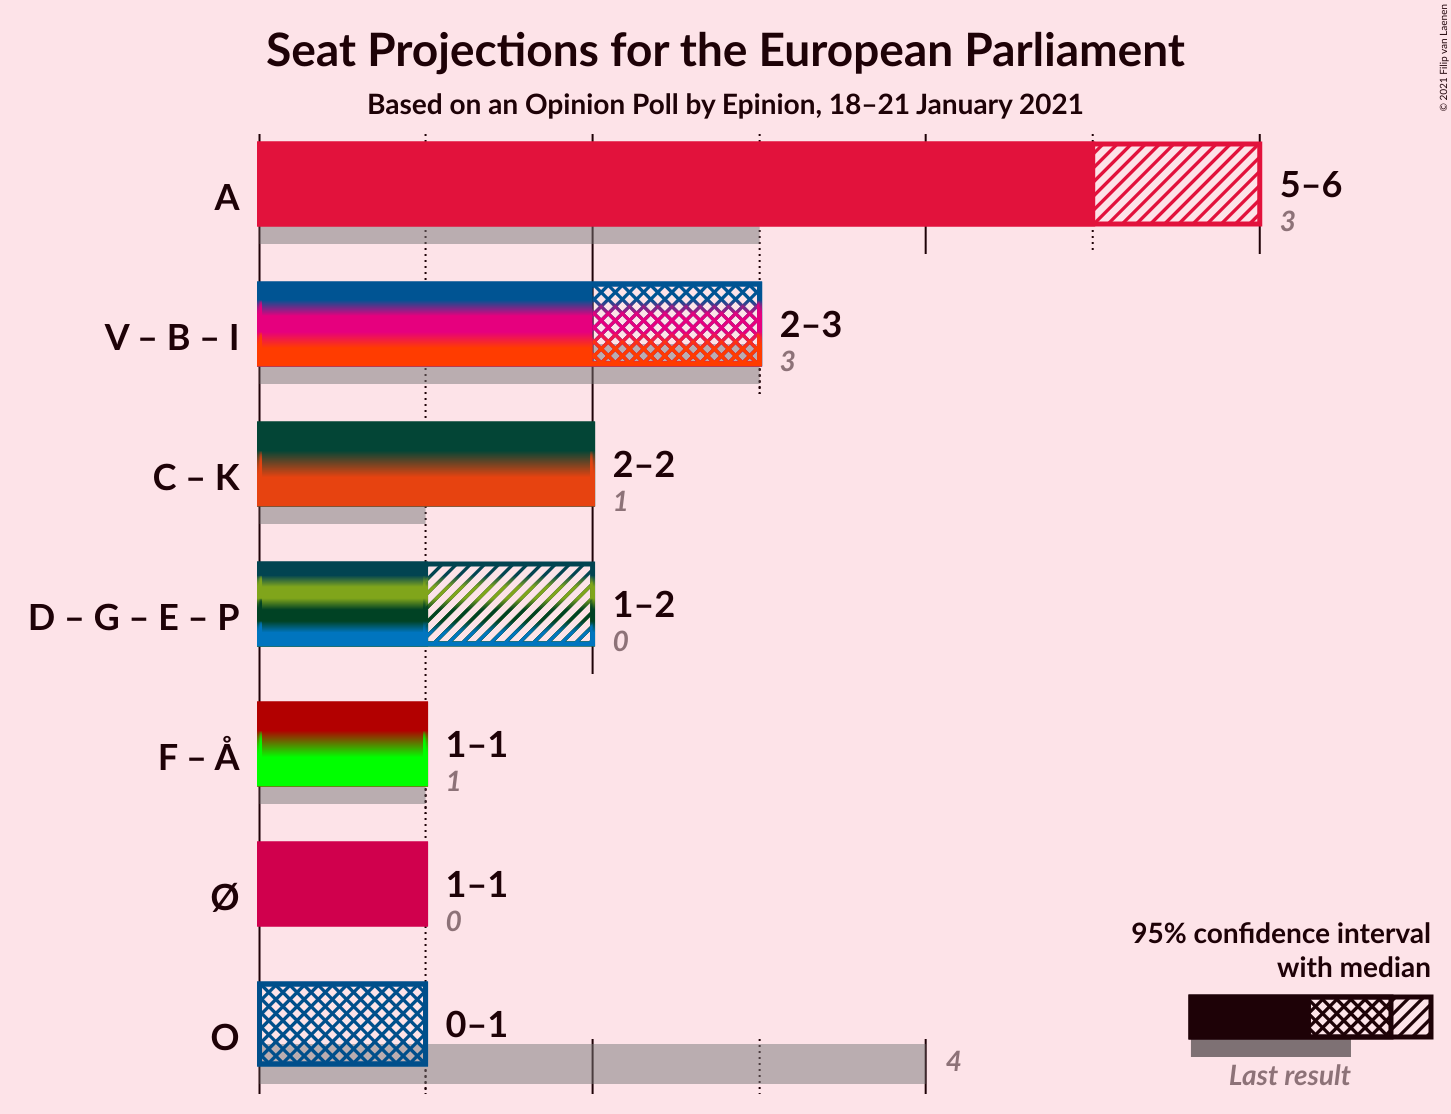 Seat Projections for the European Parliament
Based on an Opinion Poll by Epinion, 18–21 January 2021
© 2021 Filip van Laenen
A
5–6
3
V – B – I
2–3
3
C – K
2–2
1
D – G – E – P
1–2
0
F – Å
1–1
1
Ø
1–1
0
O
0–1
4
95% confidence interval
with median
Last result